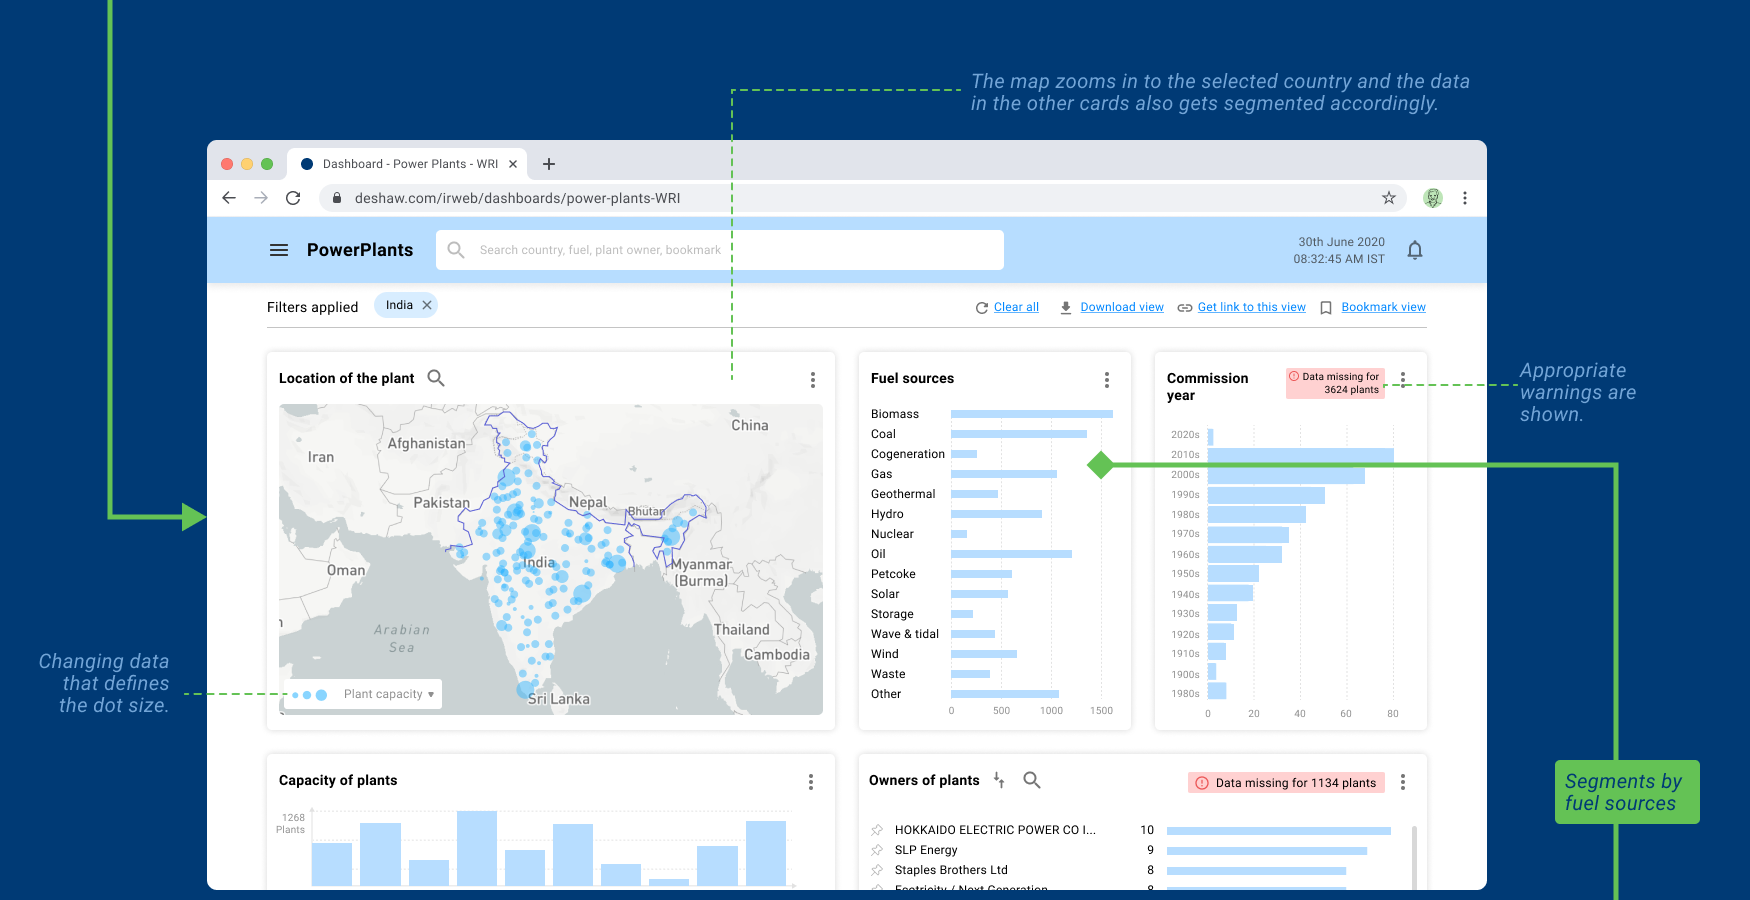 The map zooms in to the selected country and the data
in the other cards also gets segmented accordingly.
Dashboard - Power Plants - WRI
deshaw.com/irweb/dashboards/power-plants-WRI
PowerPlants
Search country, fuel, plant owner, bookmark
30th June 2020
08:32:45 AM IST
Filters applied
India
Clear all
Download view
Get link to this view
Bookmark view
Location of the plant
China
Afghanistan
Iran
Pakistan
Nepal
Bhutan
India
Oman
Myanmar
(Burma)
Arabian
Sea
Thailand
Cambodia
Sri Lanka
Plant capacity
Changing data
that defines
the dot size.
Fuel sources
Biomass
Coal
Cogeneration
Gas
Geothermal
Hydro
Nuclear
Oil
Petcoke
Solar
Storage
Wave & tidal
Wind
Waste
Other
0 500 1000 1500
Commission
year
Data missing for
3624 plants
2020s
2010s
2000s
1990s
1980s
1970s
1960s
1950s
1940s
1930s
1920s
1910s
1900s
1980s
0 20 40 60 80
Appropriate
warnings are
shown.
Capacity of plants
1268
Plants
Owners of plants
Data missing for 1134 plants
HOKKAIDO ELECTRIC POWER CO I... 10
SLP Energy 9
Staples Brothers Ltd 8
Ecotricity / Next Generation 8
Segments by
fuel sources